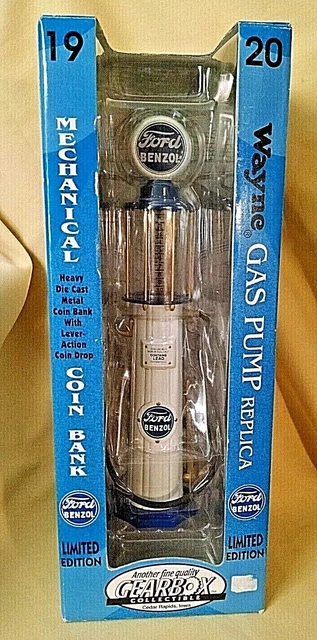 19
20
MECHANICAL
Heavy
Die Cast
Metal
Coin Bank
With
Lever-
Action
Coin Drop
COIN BANK
Ford
BENZOL
LIMITED
EDITION
Ford
BENZOL
CONTAINS
LEAD
Ford
BENZOL
Wayne® GAS PUMP REPLICA
Ford
BENZOL
LIMITED
EDITION
Another fine quality
GEARBOX
COLLECTIBLE
Cedar Rapids, Iowa